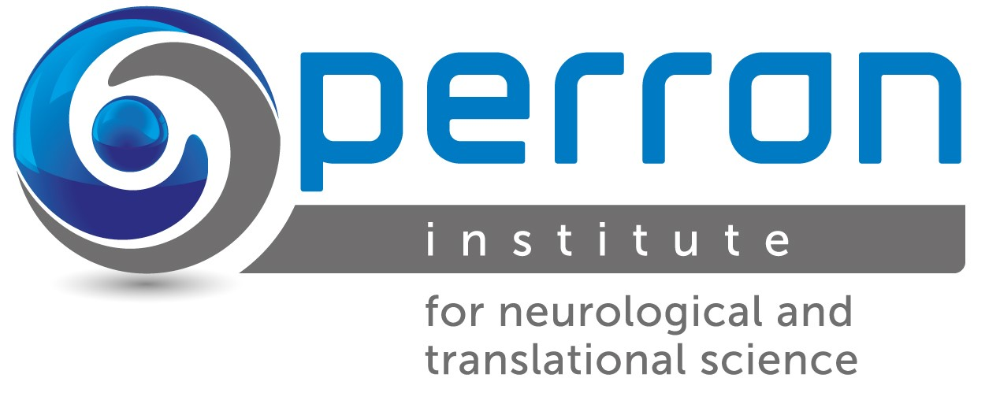 perron
institute
for neurological and
translational science